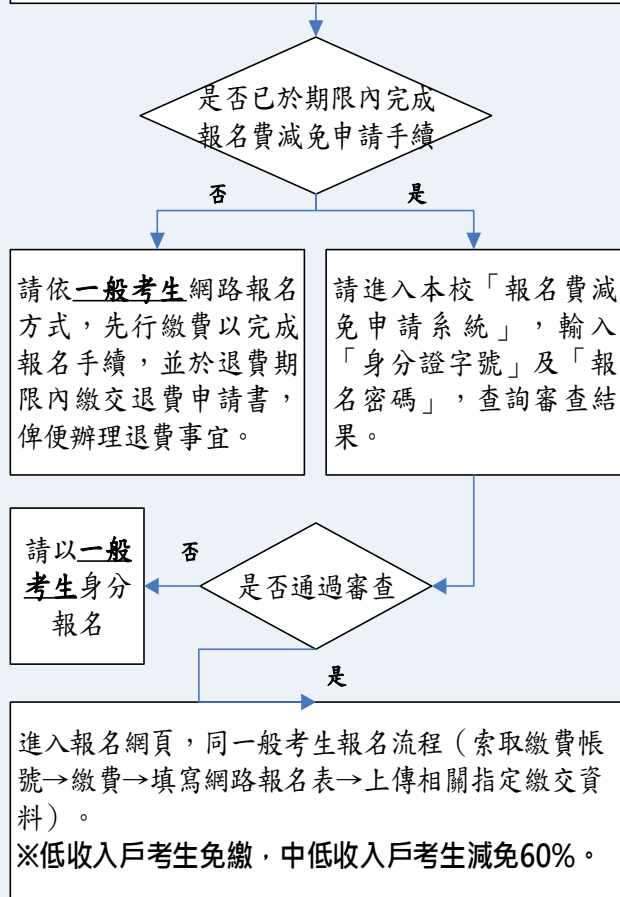 是否已於期限內完成
報名費減免申請手續
否
是
請依一般考生網路報名
方式，先行繳費以完成
報名手續，並於退費期
限內繳交退費申請書，
俾便辦理退費事宜。
請進入本校「報名費減
免申請系統」，輸入
「身分證字號」及「報
名密碼」，查詢審查結
果。
請以一般
考生身分
報名
否
是否通過審查
是
進入報名網頁，同一般考生報名流程（索取繳費帳
號→繳費→填寫網路報名表→上傳相關指定繳交資
料）。
※低收入戶考生免繳，中低收入戶考生減免60%。